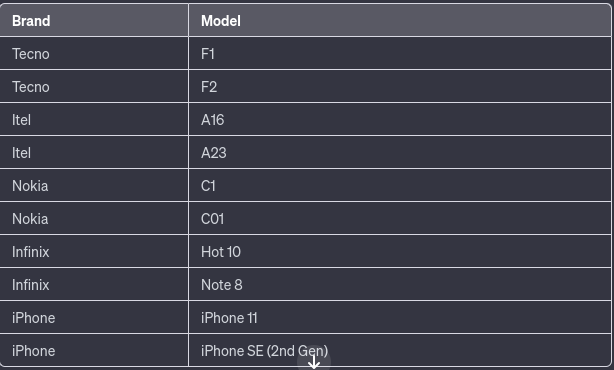 Brand Model
Tecno F1
Tecno F2
Itel A16
Itel A23
Nokia C1
Nokia C01
Infinix Hot 10
Infinix Note 8
iPhone iPhone 11
iPhone iPhone SE (2nd Gen)